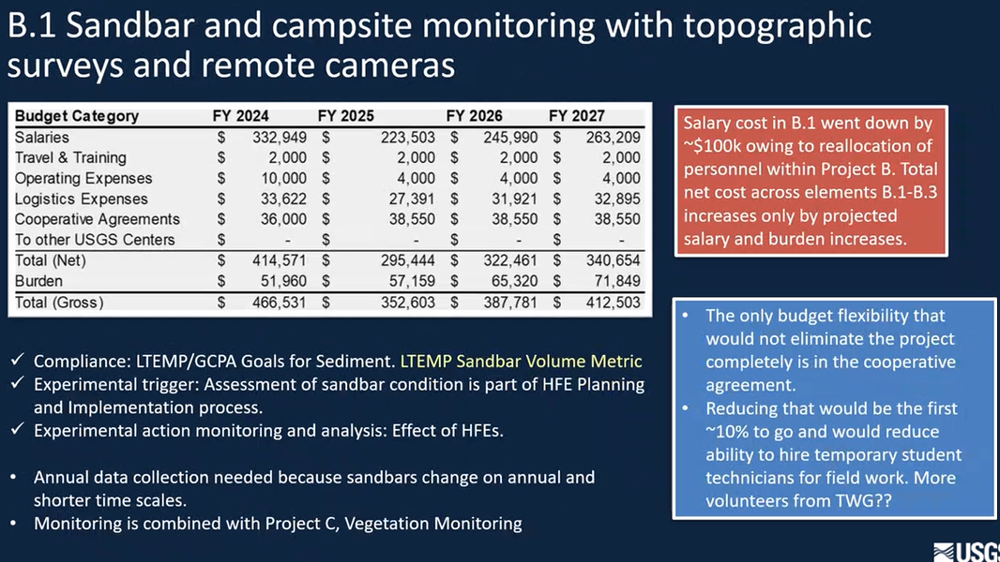 B.1 Sandbar and campsite monitoring with topographic
surveys and remote cameras
Budget Category FY 2024 FY 2025 FY 2026 FY 2027
Salaries $ 332,949 $ 223,503 $ 245,990 $ 263,209
Travel & Training $ 2,000 $ 2,000 $ 2,000 $ 2,000
Operating Expenses $ 10,000 $ 4,000 $ 4,000 $ 4,000
Logistics Expenses $ 33,622 $ 27,391 $ 31,921 $ 32,895
Cooperative Agreements $ 36,000 $ 38,550 $ 38,550 $ 38,550
To other USGS Centers $ - $ - $ - $ -
Total (Net) $ 414,571 $ 295,444 $ 322,461 $ 340,654
Burden $ 51,960 $ 57,159 $ 65,320 $ 71,849
Total (Gross) $ 466,531 $ 352,603 $ 387,781 $ 412,503
Salary cost in B.1 went down by
~$100k owing to reallocation of
personnel within Project B. Total
net cost across elements B.1-B.3
increases only by projected
salary and burden increases.
✓ Compliance: LTEMP/GCPA Goals for Sediment. LTEMP Sandbar Volume Metric
✓ Experimental trigger: Assessment of sandbar condition is part of HFE Planning
and Implementation process.
✓ Experimental action monitoring and analysis: Effect of HFEs.
• Annual data collection needed because sandbars change on annual and
shorter time scales.
• Monitoring is combined with Project C, Vegetation Monitoring
• The only budget flexibility that
would not eliminate the project
completely is in the cooperative
agreement.
• Reducing that would be the first
~10% to go and would reduce
ability to hire temporary student
technicians for field work. More
volunteers from TWG??
USGS